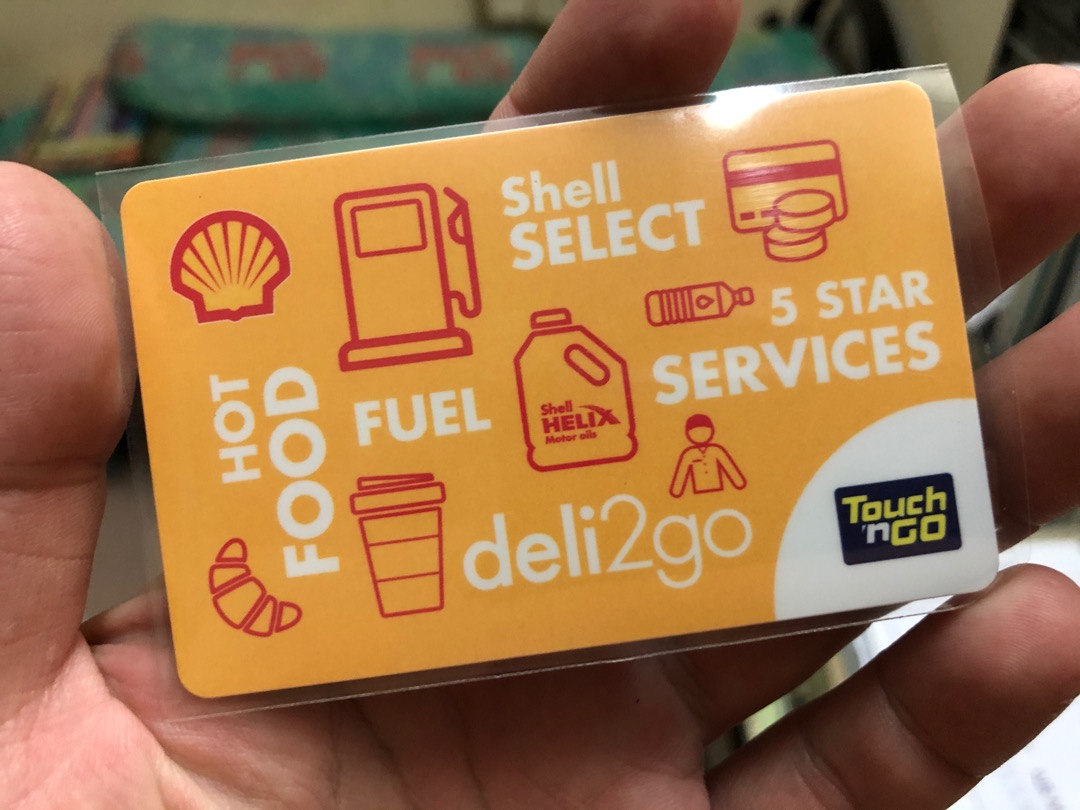 Shell
SELECT
5 STAR
SERVICES
HOT
FOOD
FUEL
Shell
HELIX
Motor oils
deli2go
Touch
'nGO